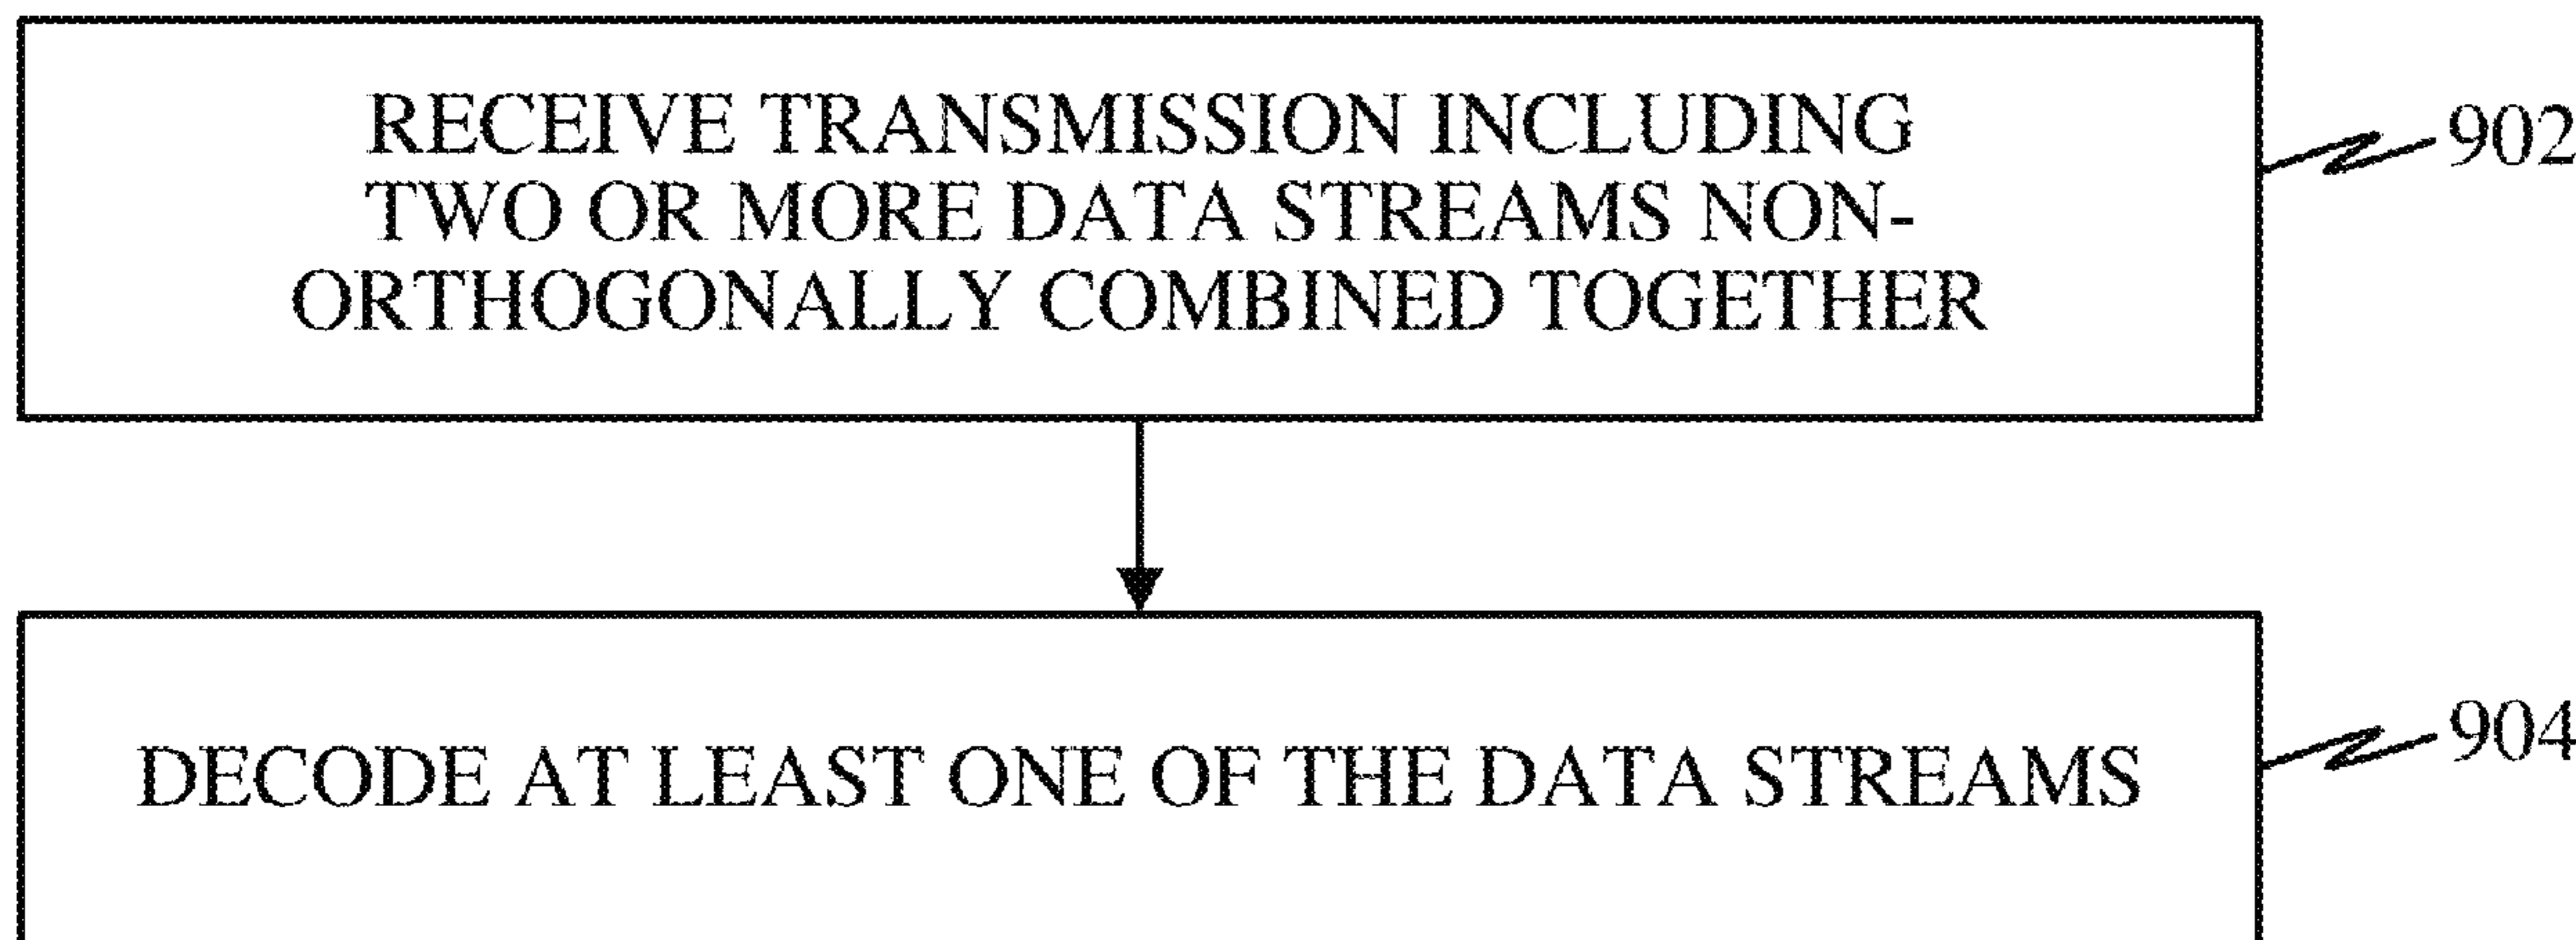 RECEIVE TRANSMISSION INCLUDING
TWO OR MORE DATA STREAMS NON-
ORTHOGONALLY COMBINED TOGETHER
902
DECODE AT LEAST ONE OF THE DATA STREAMS
904